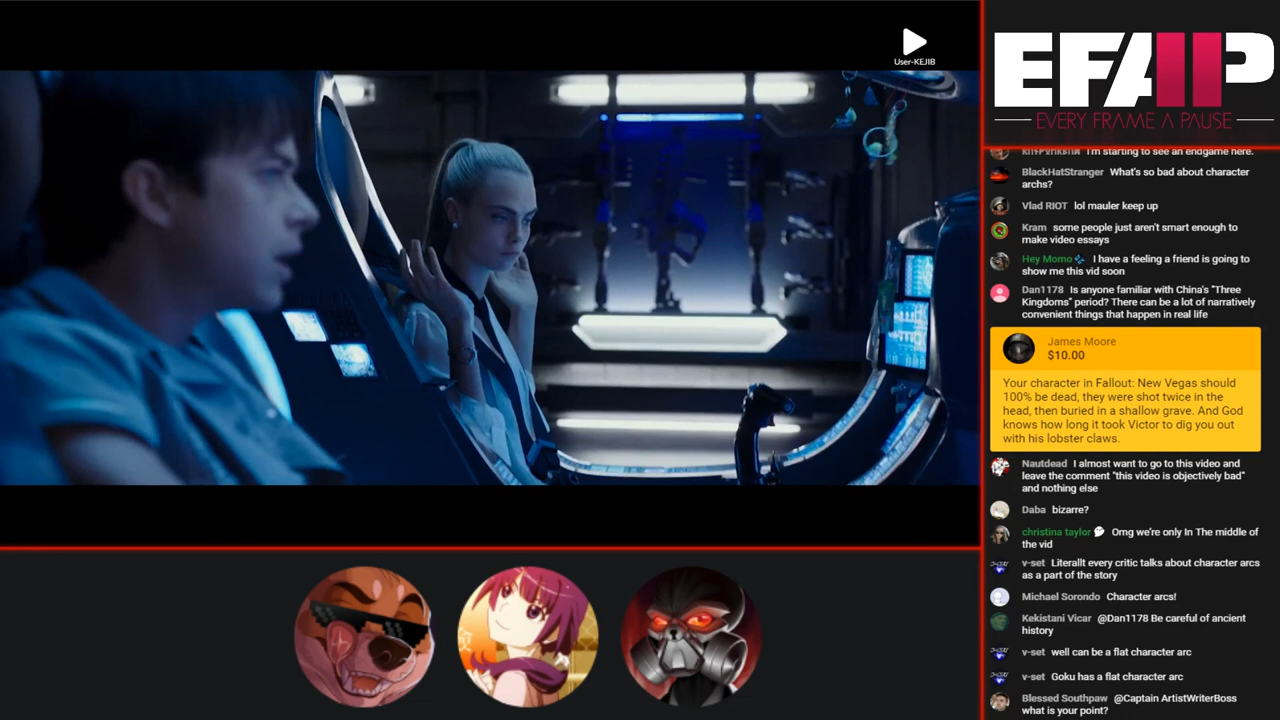 User-KEJIB
EFAP
EVERY FRAME A PAUSE
I'm starting to see an endgame here.
BlackHatStranger What's so bad about character
archs?
Vlad RIOT lol mauler keep up
Kram some people just aren't smart enough to
make video essays
Hey Momo I have a feeling a friend is going to
show me this vid soon
Dan1178 Is anyone familiar with China's "Three
Kingdoms" period? There can be a lot of narratively
convenient things that happen in real life
James Moore
$10.00
Your character in Fallout: New Vegas should
100% be dead, they were shot twice in the
head, then buried in a shallow grave. And God
knows how long it took Victor to dig you out
with his lobster claws.
Nautdead I almost want to go to this video and
leave the comment "this video is objectively bad"
and nothing else
Daba bizarre?
christina taylor Omg we're only In The middle of
the vid
v-set Literallt every critic talks about character arcs
as a part of the story
Michael Sorondo Character arcs!
Kekistani Vicar @Dan1178 Be careful of ancient
history
v-set well can be a flat character arc
v-set Goku has a flat character arc
Blessed Southpaw @Captain ArtistWriterBoss
what is your point?